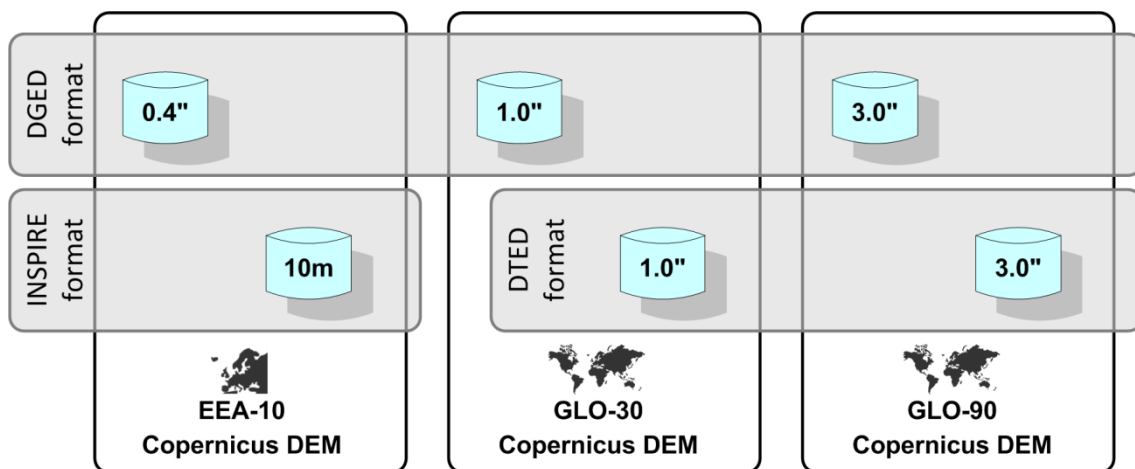 DGED
format
0.4"
1.0"
3.0"
INSPIRE
format
10m
DTED
format
1.0"
3.0"
EEA-10
Copernicus DEM
GLO-30
Copernicus DEM
GLO-90
Copernicus DEM